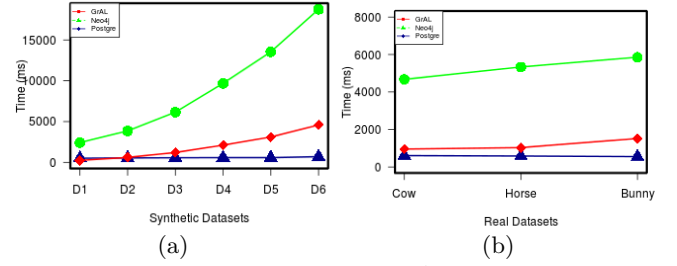 GrAL
Neo4j
Postgre
Time (ms)
15000
10000
5000
0
D1 D2 D3 D4 D5 D6
Synthetic Datasets
(a)
GrAL
Neo4j
Postgre
Time (ms)
8000
6000
4000
2000
0
Cow Horse Bunny
Real Datasets
(b)